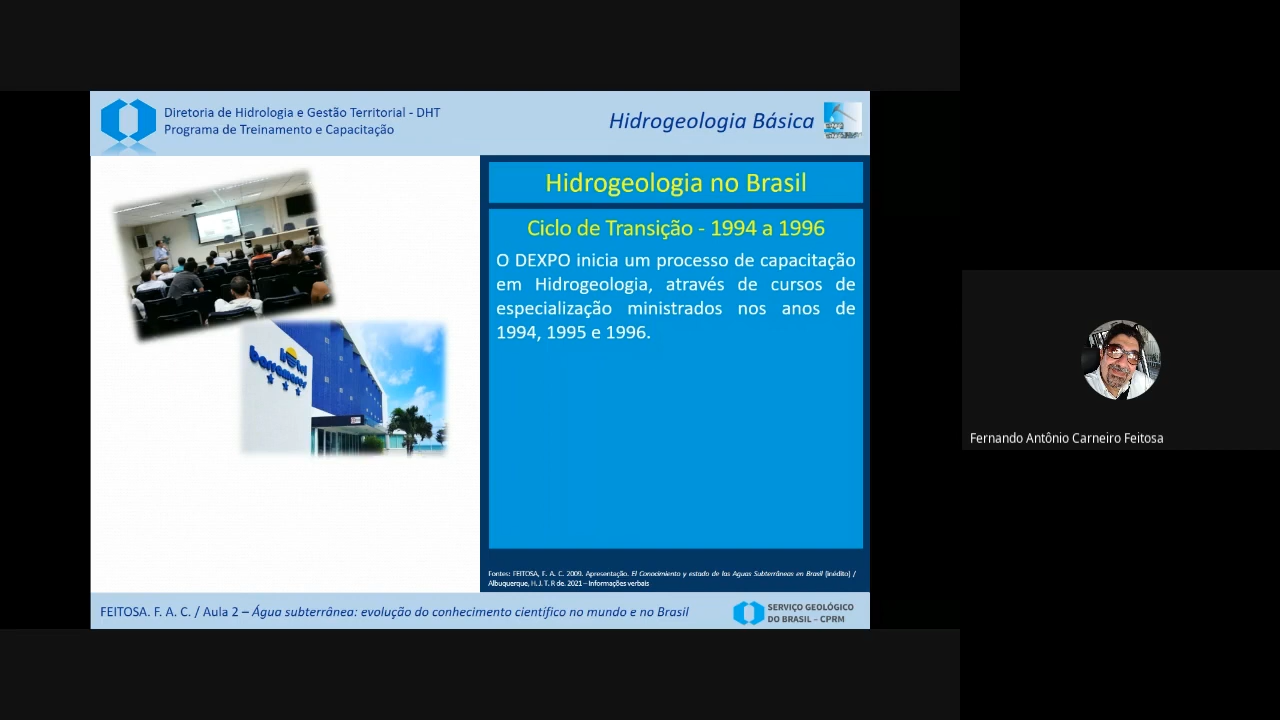 Diretoria de Hidrologia e Gestão Territorial - DHT
Programa de Treinamento e Capacitação
Hidrogeologia Básica
Hidrogeologia no Brasil
Ciclo de Transição - 1994 a 1996
O DEXPO inicia um processo de capacitação
em Hidrogeologia, através de cursos de
especialização ministrados nos anos de
1994, 1995 e 1996.
Fontes: FEITOSA, F. A. C. 2009. Apresentação. El Conocimiento y estado de las Aguas Subterrâneas en Brasil (inédito) /
Albuquerque, H. J. T. R de. 2021 – Informações verbais
FEITOSA. F. A. C. / Aula 2 – Água subterrânea: evolução do conhecimento científico no mundo e no Brasil
SERVIÇO GEOLÓGICO
DO BRASIL – CPRM
Fernando Antônio Carneiro Feitosa